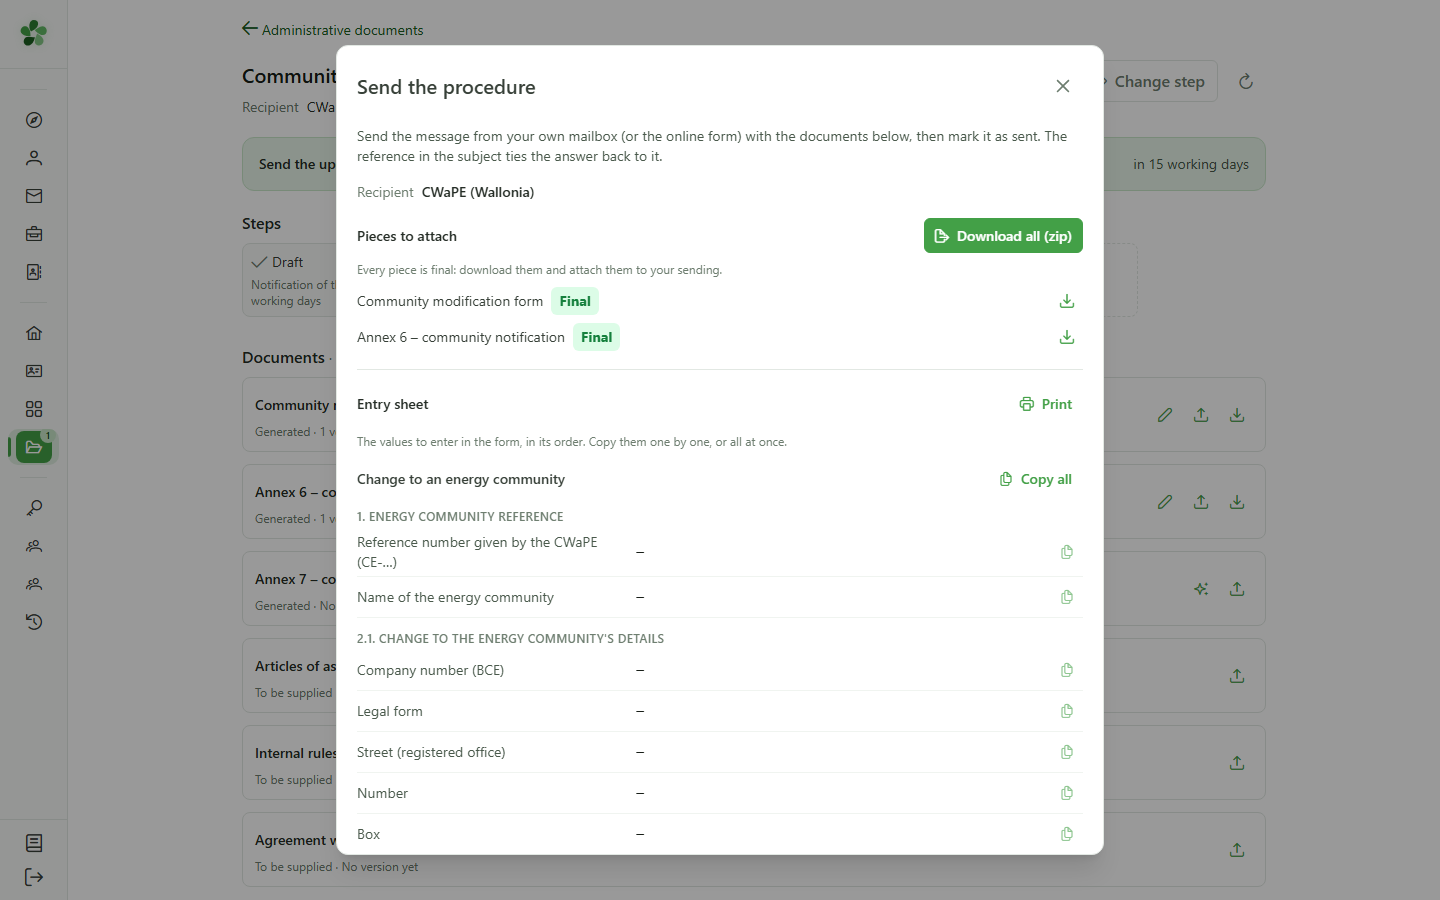 Administrative documents
Communit
Recipient CWa
Change step
Send the up
in 15 working days
Steps
Draft
Notification of t
working days
Documents ·
Community
Generated · 1 v
Annex 6 – co
Generated · 1 v
Annex 7 – co
Generated · No
Articles of as
To be supplied
Internal rules
To be supplied
Agreement w
To be supplied · No version yet
1
Send the procedure
Send the message from your own mailbox (or the online form) with the documents below, then mark it as sent. The
reference in the subject ties the answer back to it.
Recipient CWaPE (Wallonia)
Pieces to attach
Download all (zip)
Every piece is final: download them and attach them to your sending.
Community modification form Final
Annex 6 – community notification Final
Entry sheet
Print
The values to enter in the form, in its order. Copy them one by one, or all at once.
Change to an energy community
Copy all
1. ENERGY COMMUNITY REFERENCE
Reference number given by the CWaPE
(CE-...) –
Name of the energy community –
2.1. CHANGE TO THE ENERGY COMMUNITY'S DETAILS
Company number (BCE) –
Legal form –
Street (registered office) –
Number –
Box –